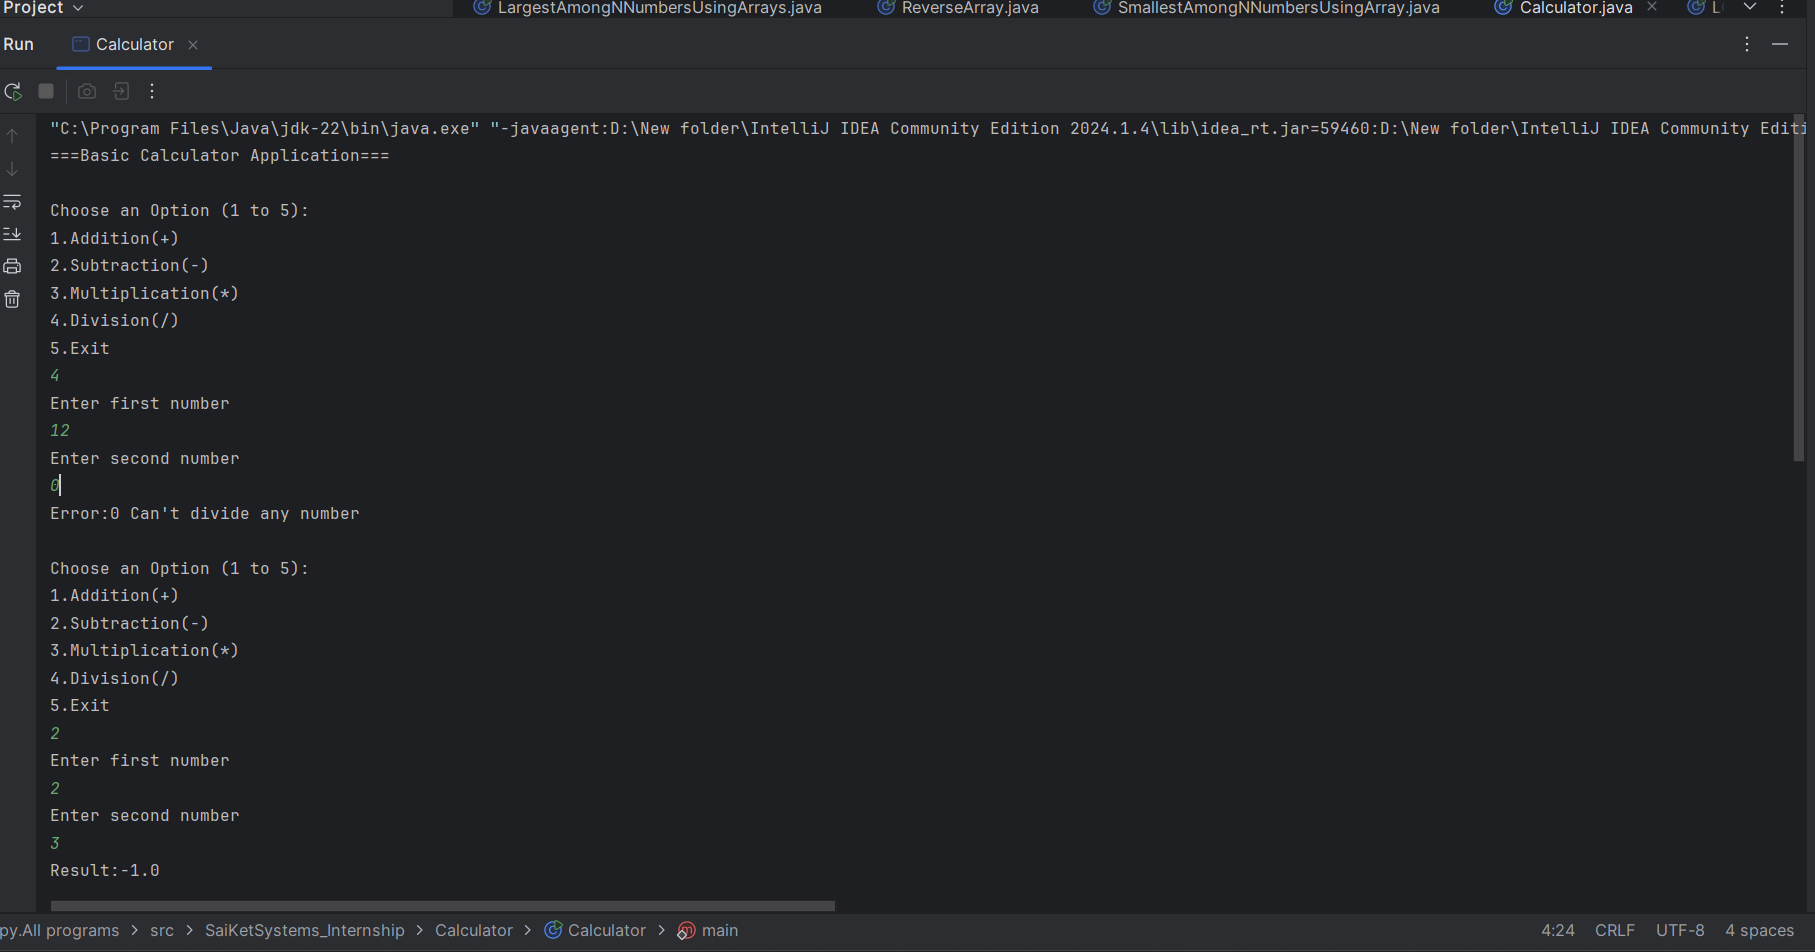 Project
LargestAmongNNumbersUsingArrays.java ReverseArray.java SmallestAmongNNumbersUsingArray.java Calculator.java
Run Calculator
"C:\Program Files\Java\jdk-22\bin\java.exe" "-javaagent:D:\New folder\IntelliJ IDEA Community Edition 2024.1.4\lib\idea_rt.jar=59460:D:\New folder\IntelliJ IDEA Community Editi
===Basic Calculator Application===
Choose an Option (1 to 5):
1.Addition(+)
2.Subtraction(-)
3.Multiplication(*)
4.Division(/)
5.Exit
4
Enter first number
12
Enter second number
0
Error:0 Can't divide any number
Choose an Option (1 to 5):
1.Addition(+)
2.Subtraction(-)
3.Multiplication(*)
4.Division(/)
5.Exit
2
Enter first number
2
Enter second number
3
Result:-1.0
py.All programs > src > SaiKetSystems_Internship > Calculator > Calculator > main 4:24 CRLF UTF-8 4 spaces